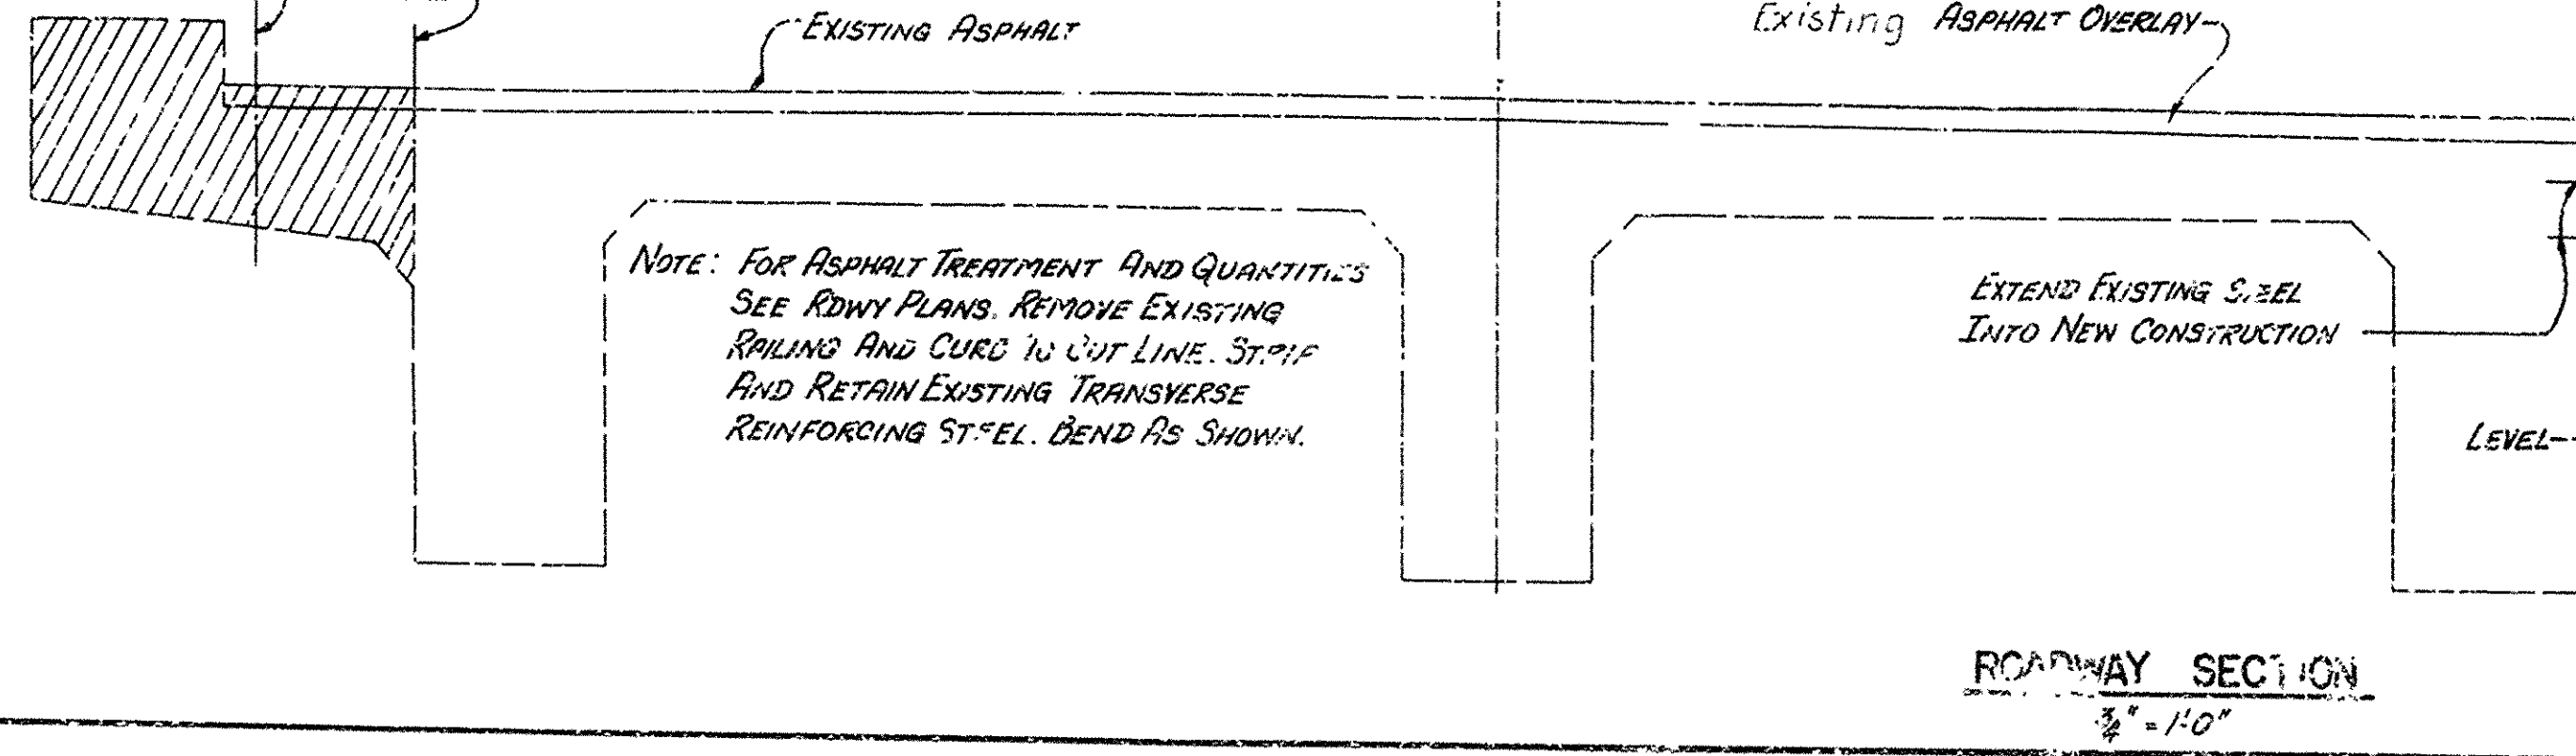 EXISTING ASPHALT
Existing ASPHALT OVERLAY
NOTE: FOR ASPHALT TREATMENT AND QUANTITIES
SEE RDWY PLANS. REMOVE EXISTING
RAILING AND CURB TO CUT LINE. STRIP
AND RETAIN EXISTING TRANSVERSE
REINFORCING STEEL. BEND AS SHOWN.
EXTEND EXISTING STEEL
INTO NEW CONSTRUCTION
LEVEL
ROADWAY SECTION
3/4" = 1'-0"